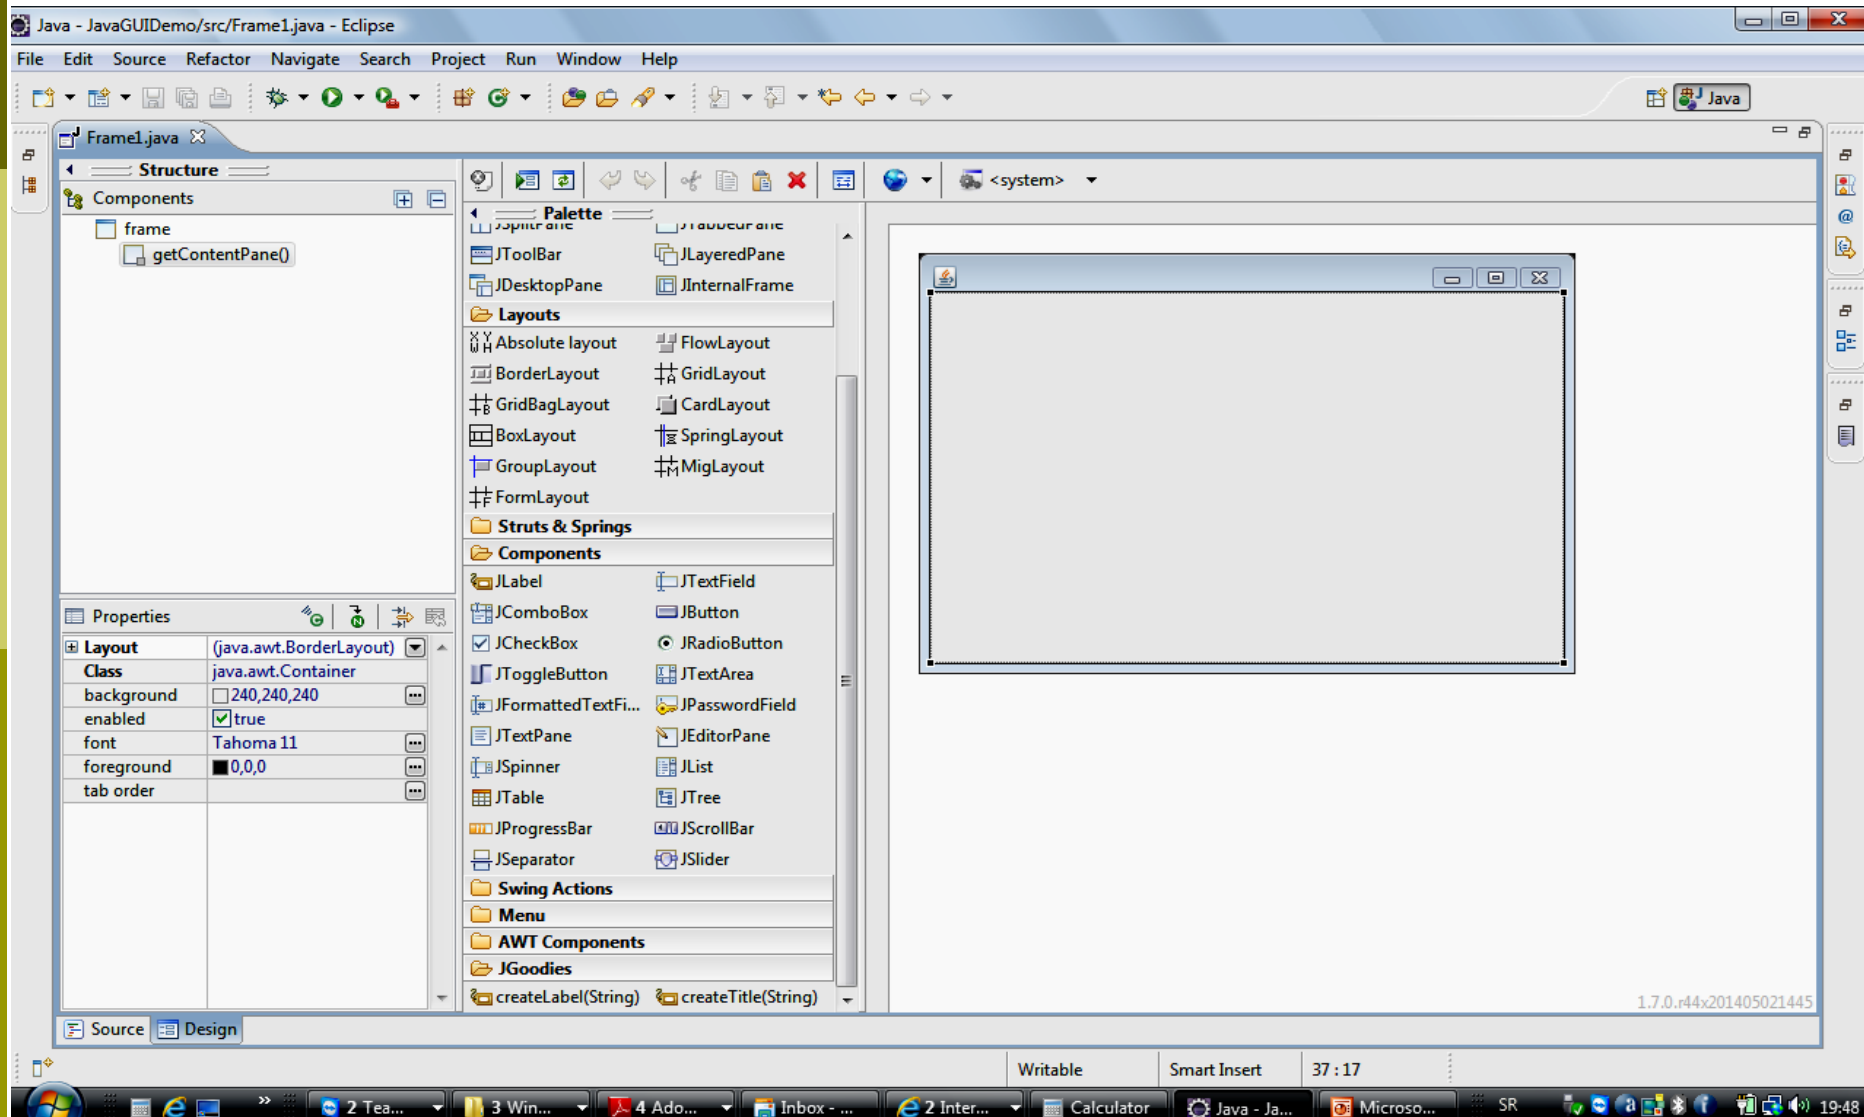 Java - JavaGUIDemo/src/Frame1.java - Eclipse
File Edit Source Refactor Navigate Search Project Run Window Help
Java
Frame1.java
Structure
Components
frame
getContentPane()
Properties
Layout (java.awt.BorderLayout)
Class java.awt.Container
background 240,240,240
enabled true
font Tahoma 11
foreground 0,0,0
tab order
<system>
Palette
JSplitPane JTabbedPane
JToolBar JLayeredPane
JDesktopPane JInternalFrame
Layouts
Absolute layout FlowLayout
BorderLayout GridLayout
GridBagLayout CardLayout
BoxLayout SpringLayout
GroupLayout MigLayout
FormLayout
Struts & Springs
Components
JLabel JTextField
JComboBox JButton
JCheckBox JRadioButton
JToggleButton JTextArea
JFormattedTextFi... JPasswordField
JTextPane JEditorPane
JSpinner JList
JTable JTree
JProgressBar JScrollBar
JSeparator JSlider
Swing Actions
Menu
AWT Components
JGoodies
createLabel(String) createTitle(String)
1.7.0.r44x201405021445
Source Design
Writable Smart Insert 37 : 17
2 Tea... 3 Win... 4 Ado... Inbox - ... 2 Inter... Calculator Java - Ja... Microso... SR 19:48